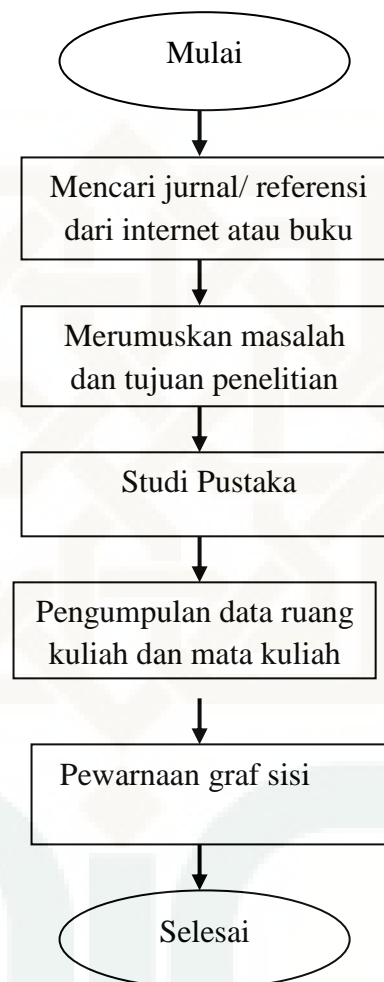 Mulai
Mencari jurnal/ referensi
dari internet atau buku
Merumuskan masalah
dan tujuan penelitian
Studi Pustaka
Pengumpulan data ruang
kuliah dan mata kuliah
Pewarnaan graf sisi
Selesai